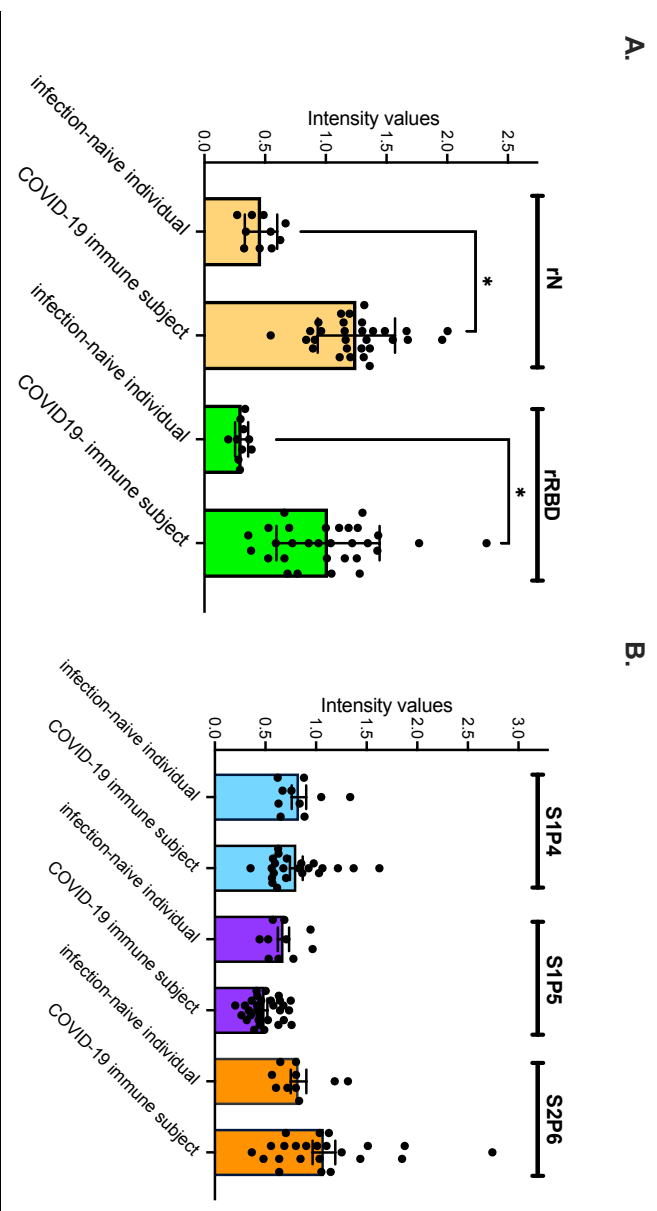 A.
rN
rRBD
*
*
Intensity values
2.5
2.0
1.5
1.0
0.5
0.0
infection-naive individual
COVID-19 immune subject
infection-naive individual
COVID19- immune subject
B.
S1P4
S1P5
S2P6
Intensity values
3.0
2.5
2.0
1.5
1.0
0.5
0.0
infection-naive individual
COVID-19 immune subject
infection-naive individual
COVID-19 immune subject
infection-naive individual
COVID-19 immune subject